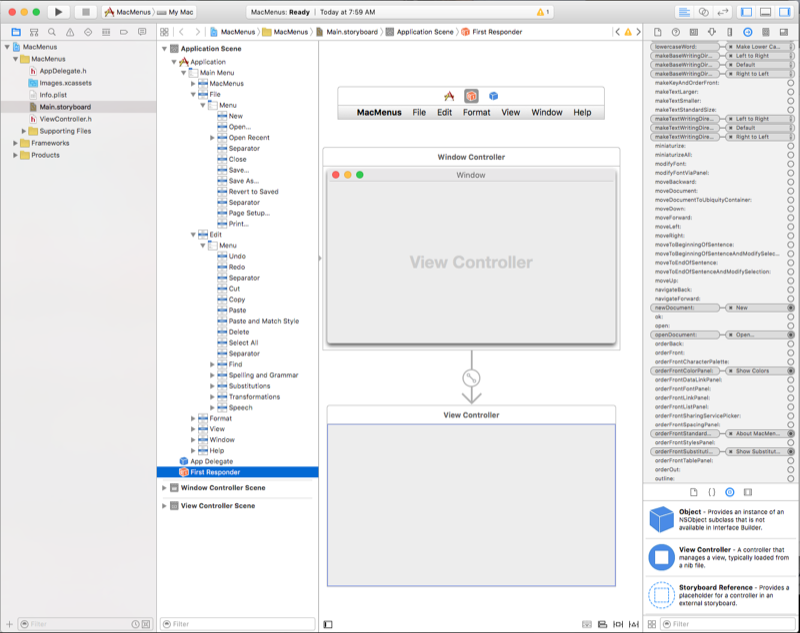 MacMenus
My Mac
MacMenus: Ready
Today at 7:59 AM
1
MacMenus
MacMenus
Main.storyboard
Application Scene
First Responder
MacMenus
MacMenus
AppDelegate.h
Images.xcassets
Info.plist
Main.storyboard
ViewController.h
Supporting Files
Frameworks
Products
Filter
Application Scene
Application
Main Menu
MacMenus
File
Menu
New
Open...
Open Recent
Separator
Close
Save...
Save As...
Revert to Saved
Separator
Page Setup...
Print...
Edit
Menu
Undo
Redo
Separator
Cut
Copy
Paste
Paste and Match Style
Delete
Select All
Separator
Find
Spelling and Grammar
Substitutions
Transformations
Speech
Format
View
Window
Help
App Delegate
First Responder
Window Controller Scene
View Controller Scene
Filter
MacMenus File Edit Format View Window Help
Window Controller
Window
View Controller
View Controller
lowercaseWord: Make Lower Ca...
makeBaseWritingDire... Left to Right
makeBaseWritingDire... Default
makeBaseWritingDire... Right to Left
makeKeyAndOrderFront:
makeTextLarger:
makeTextSmaller:
makeTextStandardSize:
makeTextWritingDire... Left to Right
makeTextWritingDire... Default
makeTextWritingDire... Right to Left
miniaturize:
miniaturizeAll:
modifyFont:
modifyFontViaPanel:
moveBackward:
moveDocument:
moveDocumentToUbiquityContainer:
moveDown:
moveForward:
moveLeft:
moveRight:
moveToBeginningOfSentence:
moveToBeginningOfSentenceAndModifySelec...
moveToEndOfSentence:
moveToEndOfSentenceAndModifySelection:
moveUp:
navigateBack:
navigateForward:
newDocument: New
ok:
open:
openDocument: Open...
orderBack:
orderFront:
orderFrontCharacterPalette:
orderFrontColorPanel: Show Colors
orderFrontDataLinkPanel:
orderFrontFontPanel:
orderFrontLinkPanel:
orderFrontListPanel:
orderFrontSharingServicePicker:
orderFrontSpacingPanel:
orderFrontStandard... About MacMen...
orderFrontStylesPanel:
orderFrontSubstituti... Show Substitut...
orderFrontTablePanel:
orderOut:
outline:
Object - Provides an instance of an
NSObject subclass that is not
available in Interface Builder.
View Controller - A controller that
manages a view, typically loaded from
a nib file.
Storyboard Reference - Provides a
placeholder for a controller in an
external storyboard.
Filter